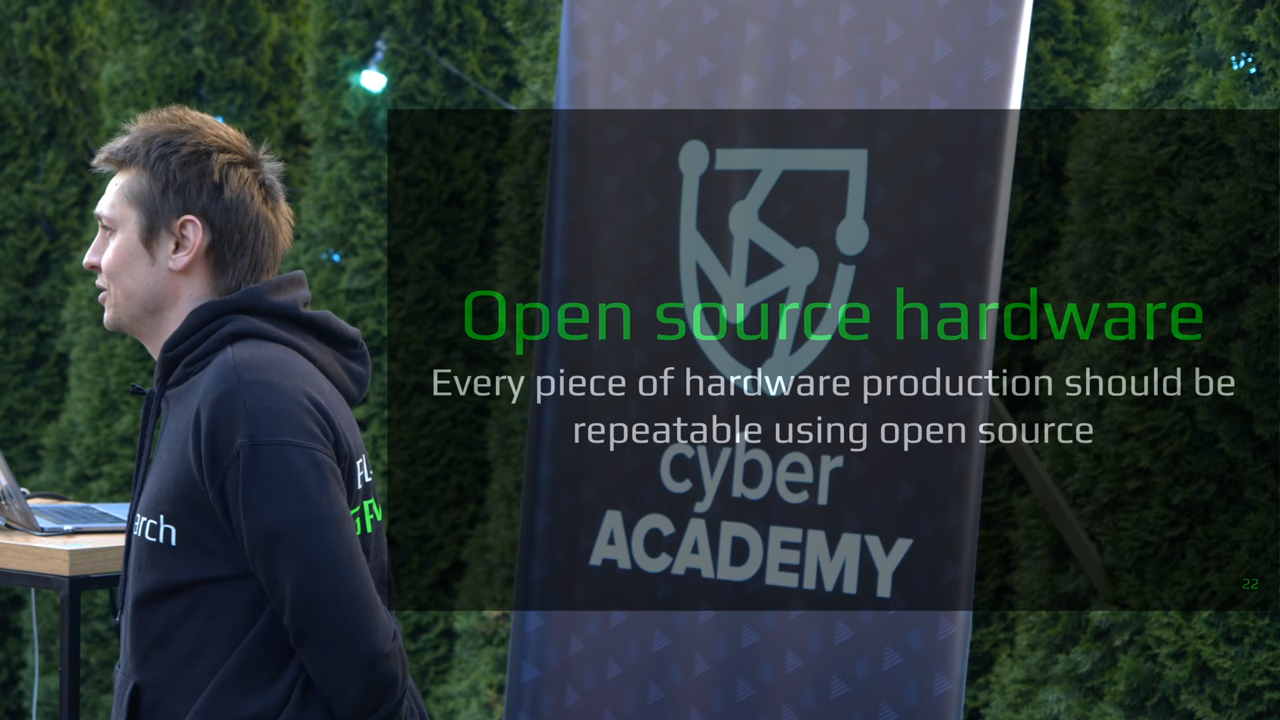 Open source hardware
Every piece of hardware production should be
repeatable using open source
cyber
ACADEMY
arch
22